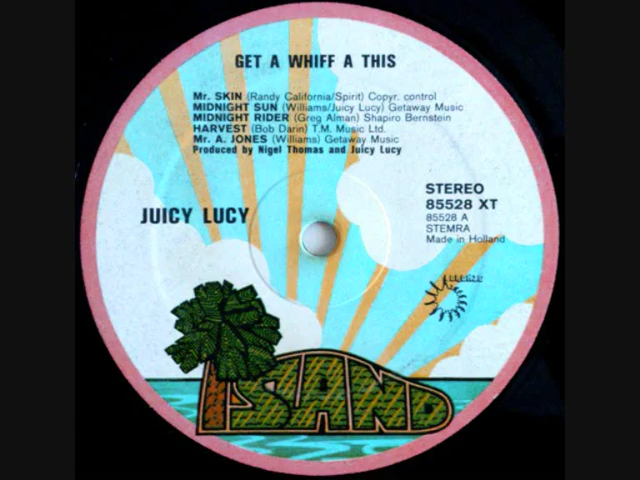 GET A WHIFF A THIS
Mr. SKIN (Randy California/Spirit) Copyr. control
MIDNIGHT SUN (Williams/Juicy Lucy) Getaway Music
MIDNIGHT RIDER (Greg Alman) Shapiro Bernstein
HARVEST (Bob Darin) T.M. Music Ltd.
Mr. A. JONES (Williams) Getaway Music
Produced by Nigel Thomas and Juicy Lucy
JUICY LUCY
STEREO
85528 XT
85528 A
STEMRA
Made in Holland
ISLAND